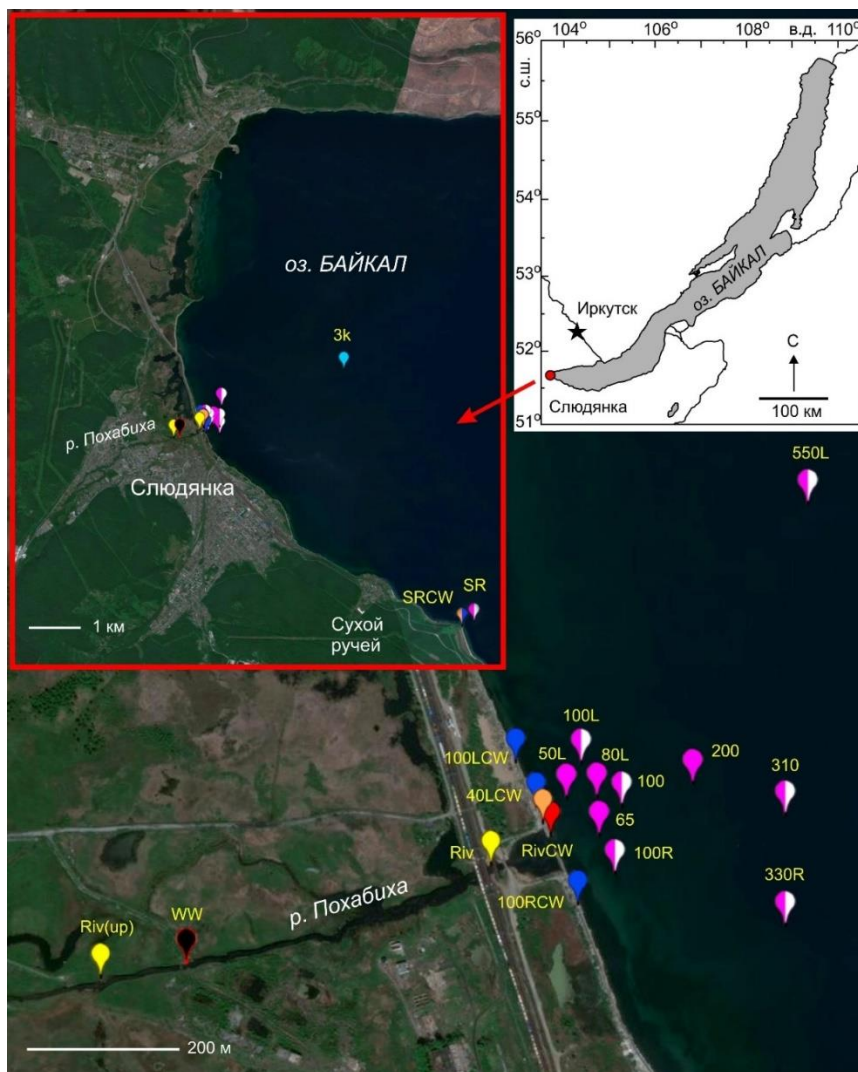 оз. БАЙКАЛ
3k
р. Похабиха
Слюдянка
SRCW
SR
Сухой
ручей
1 км
104°
106°
108°
в.д.
110°
с.ш.
56°
55°
54°
53°
52°
51°
оз. БАЙКАЛ
Иркутск
С
Слюдянка
100 км
550L
100L
100LCW
50L
80L
200
310
100
40LCW
65
Riv
RivCW
100R
330R
100RCW
р. Похабиха
WW
Riv(up)
200 м